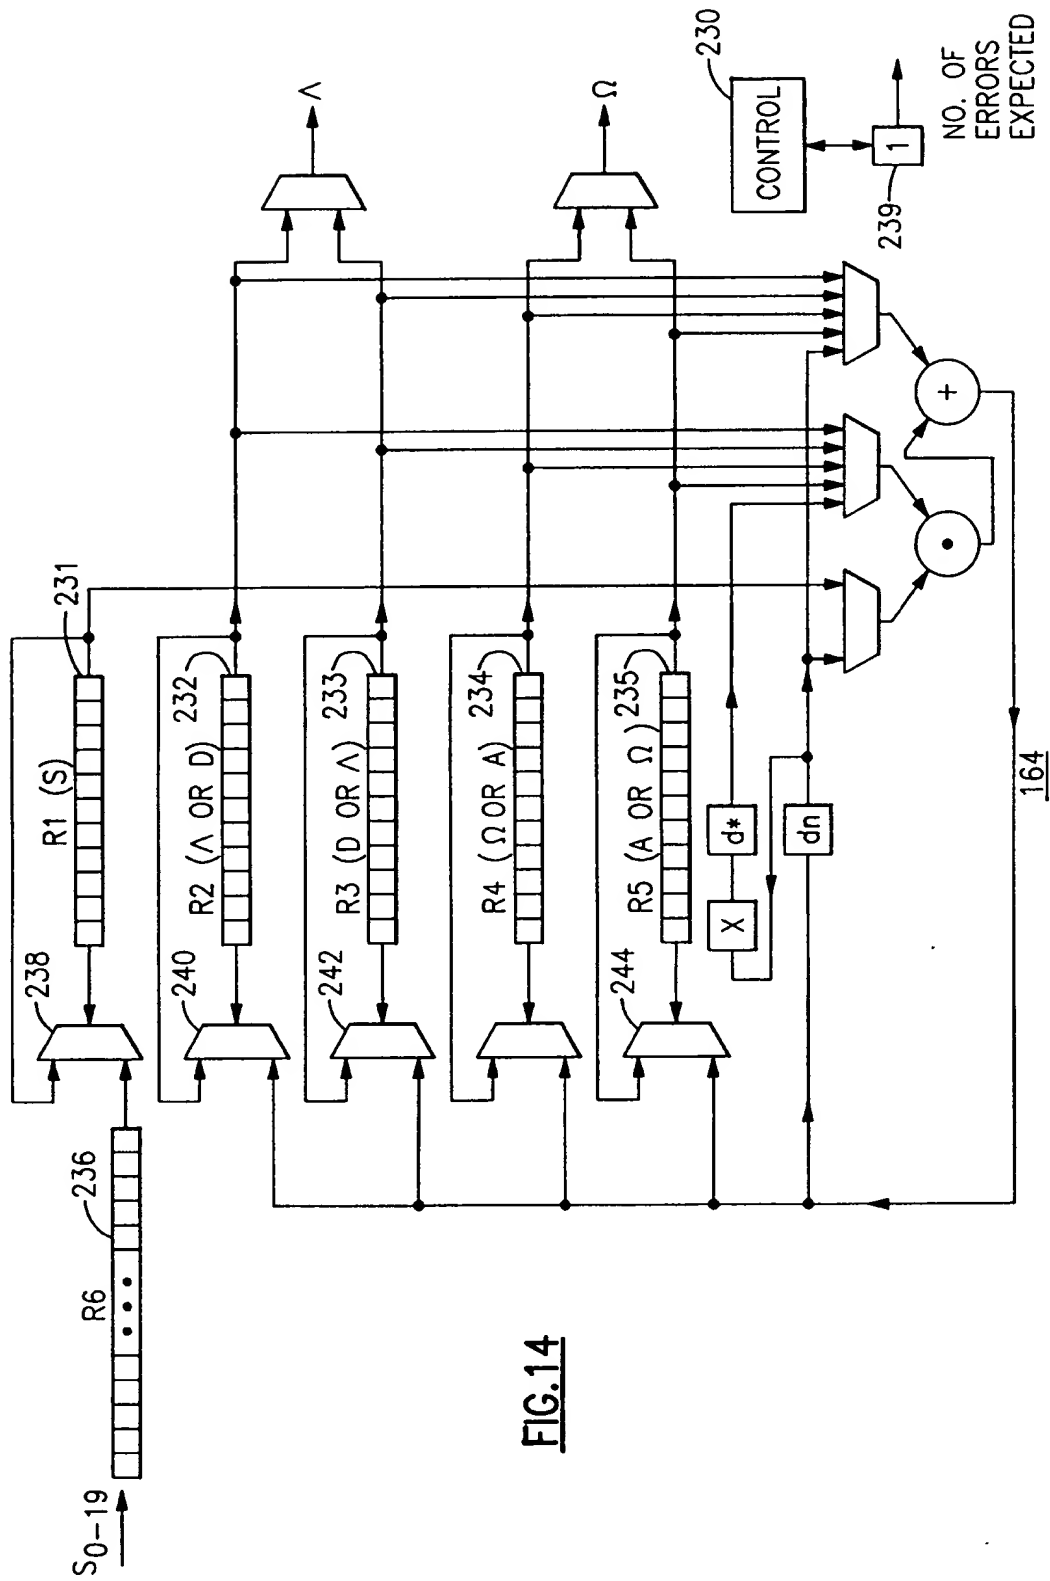 S0-19
R6
236
238
R1 (S)
231
240
R2 (Λ OR D)
232
242
R3 (D OR Λ)
233
R4 (Ω OR A)
234
244
R5 (A OR Ω)
235
X
d*
dn
Λ
Ω
CONTROL
230
1
239
NO. OF
ERRORS
EXPECTED
+
164
FIG.14